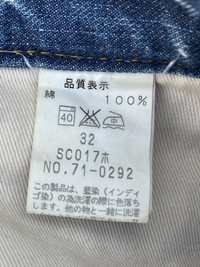 品質表示
綿 100%
40
32
SC017ホ
NO.71-0292
この製品は、藍染(インディ
ゴ染)の為洗濯の際に色落ち
します。他の物と一緒に洗濯